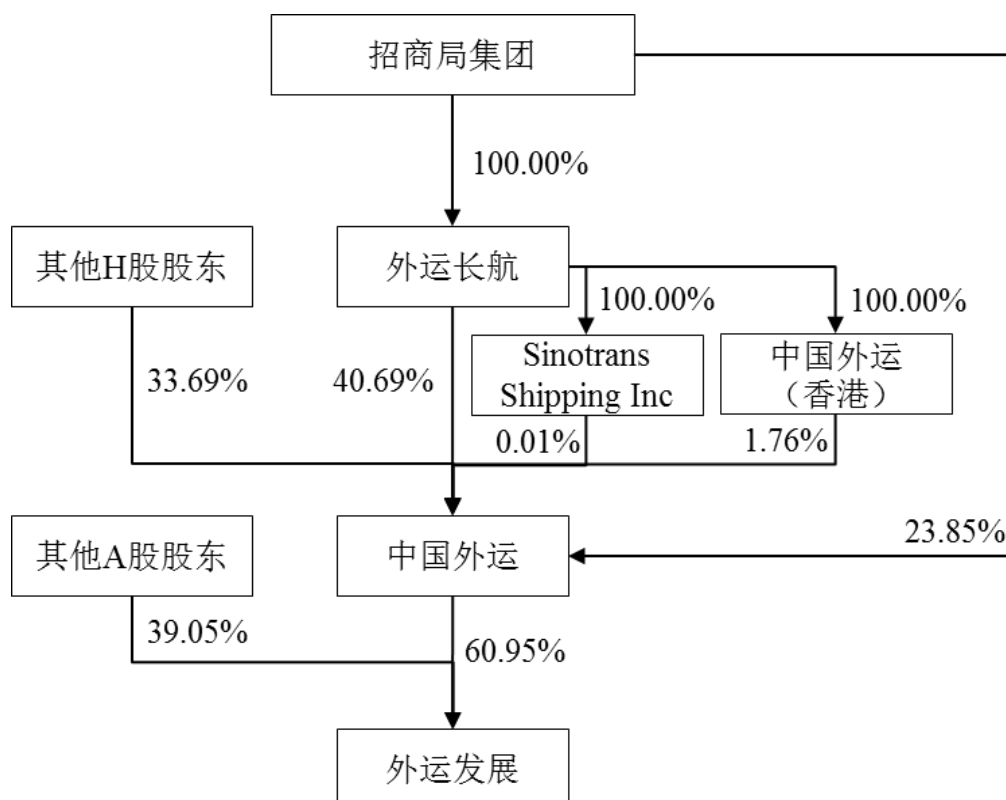 招商局集团
100.00%
其他H股股东
外运长航
100.00%
100.00%
Sinotrans
Shipping Inc
中国外运
（香港）
33.69%
40.69%
0.01%
1.76%
其他A股股东
中国外运
23.85%
39.05%
60.95%
外运发展